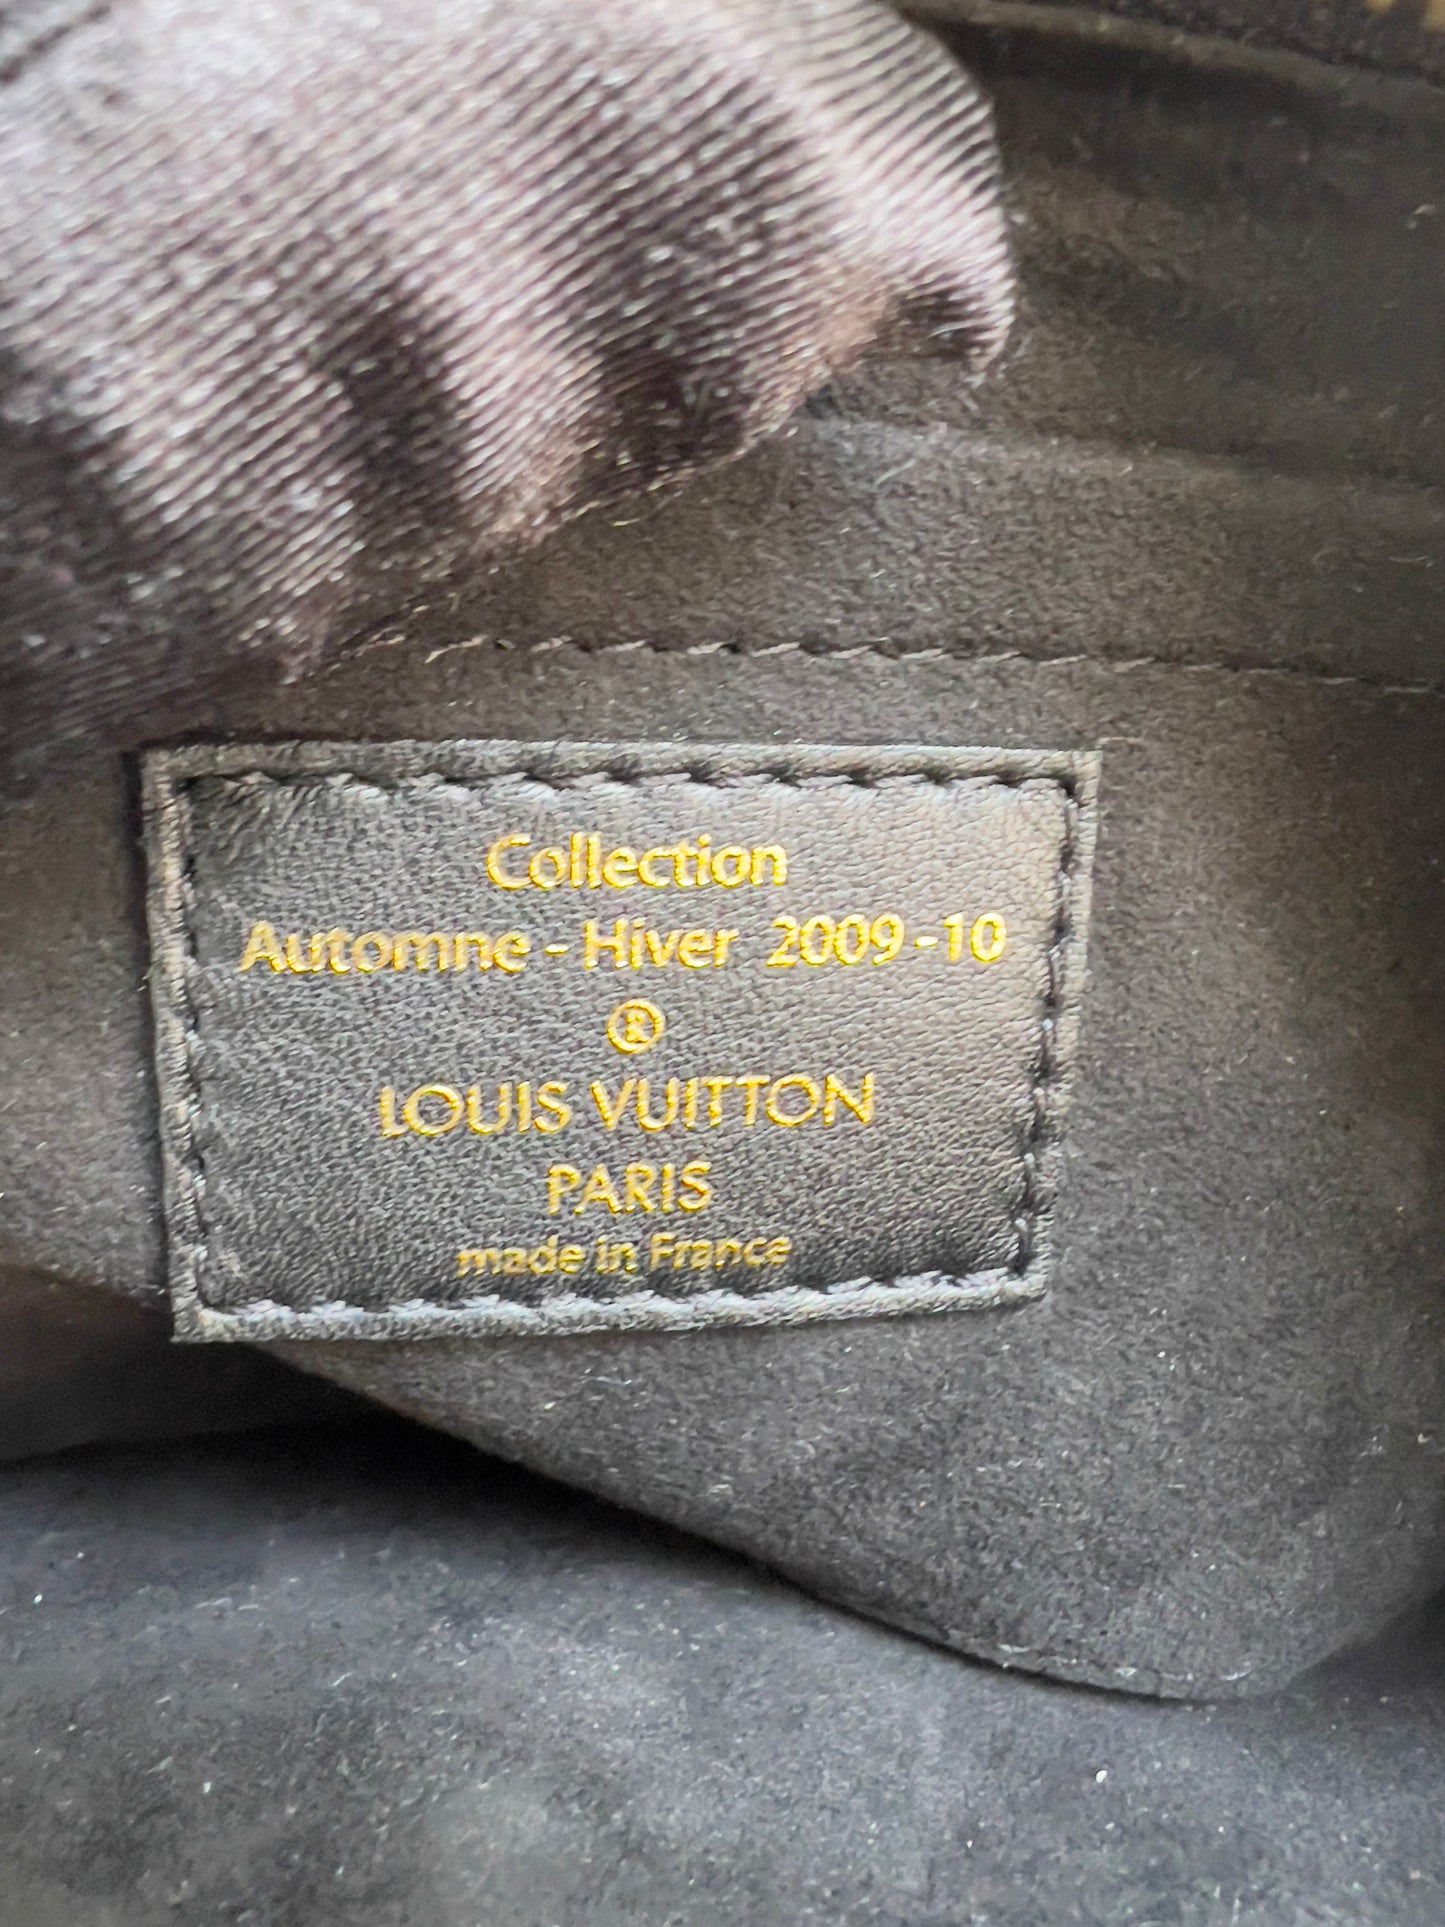 Collection
Automne - Hiver 2009-10
®
LOUIS VUITTON
PARIS
made in France